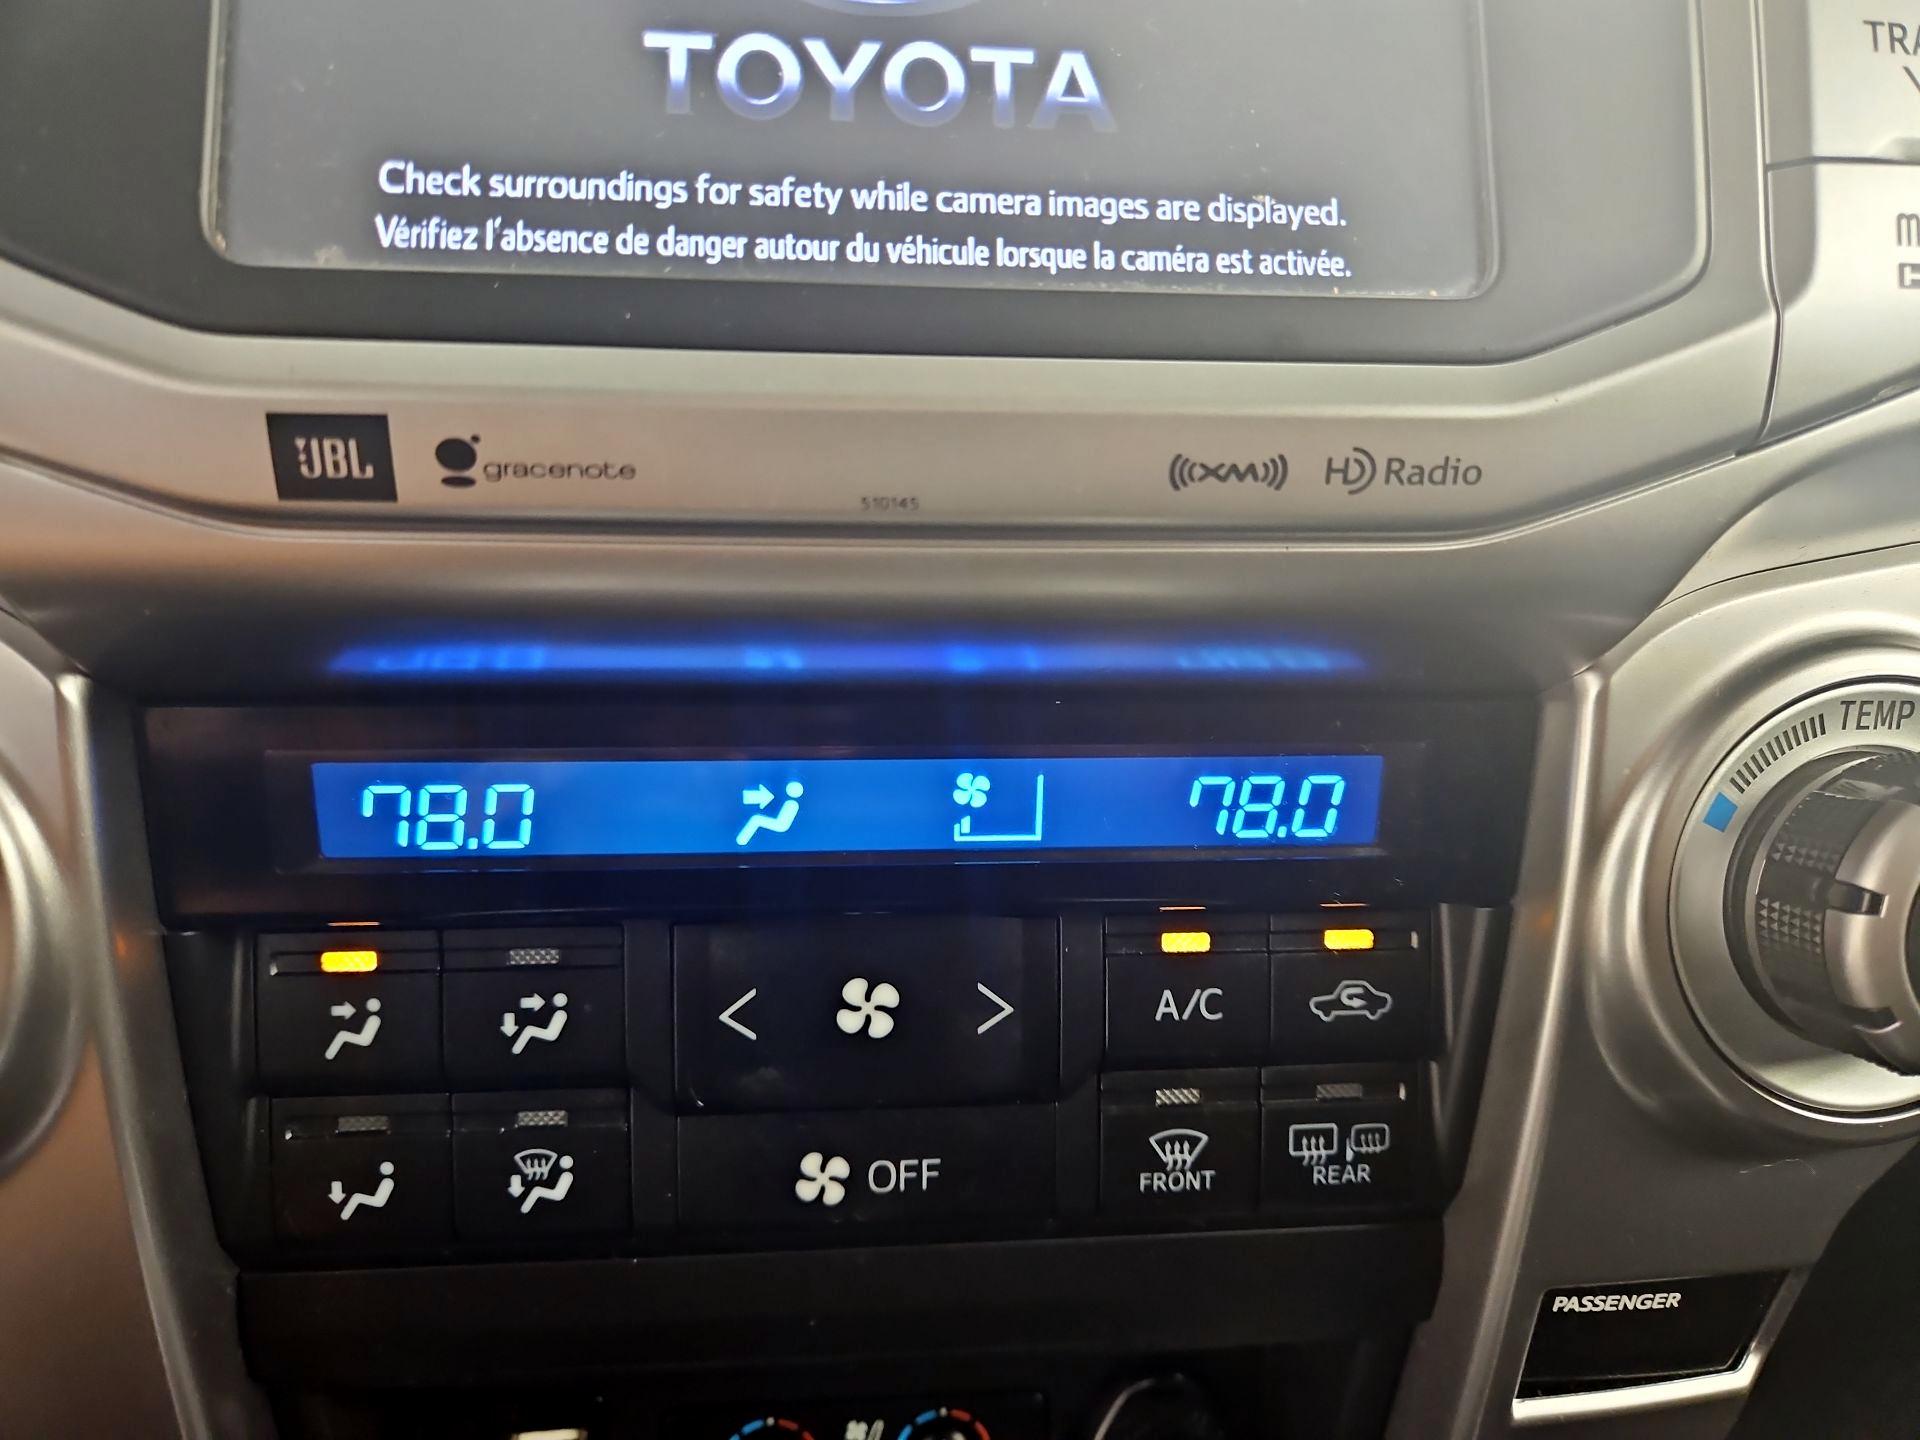 TOYOTA
Check surroundings for safety while camera images are displayed.
Vérifiez l'absence de danger autour du véhicule lorsque la caméra est activée.
JBL
gracenote
510145
XM
HD Radio
TEMP
78.0
78.0
A/C
OFF
FRONT
REAR
PASSENGER